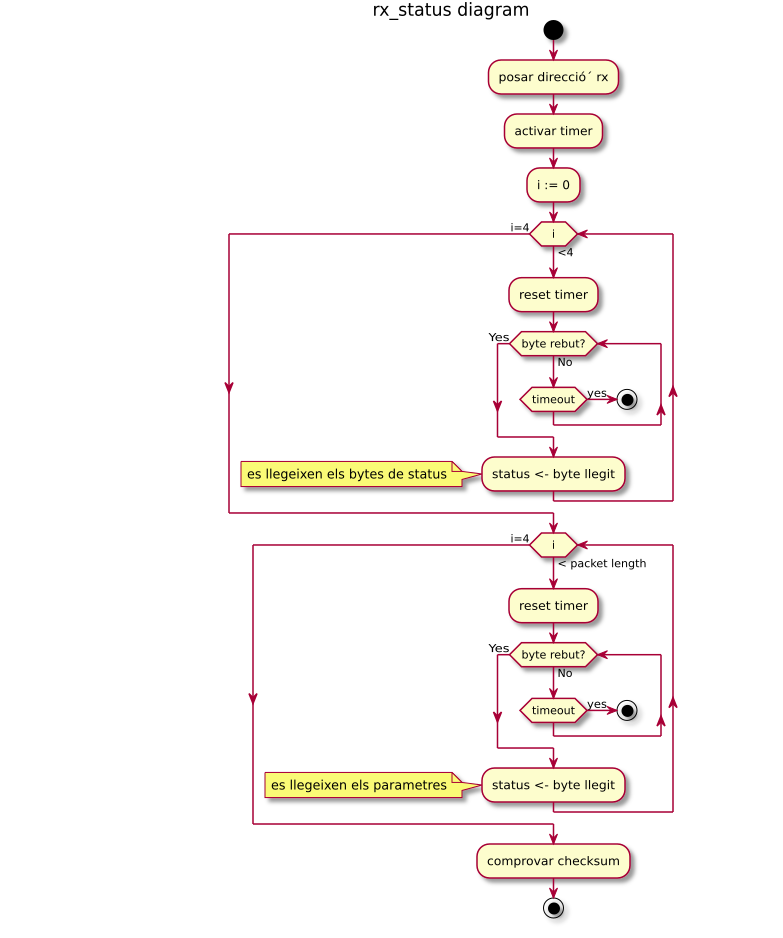 rx_status diagram
posar direcció´ rx
activar timer
i := 0
i=4
i
<4
reset timer
Yes
byte rebut?
No
timeout
yes
es llegeixen els bytes de status
status <- byte llegit
i=4
i
< packet length
reset timer
Yes
byte rebut?
No
timeout
yes
es llegeixen els parametres
status <- byte llegit
comprovar checksum